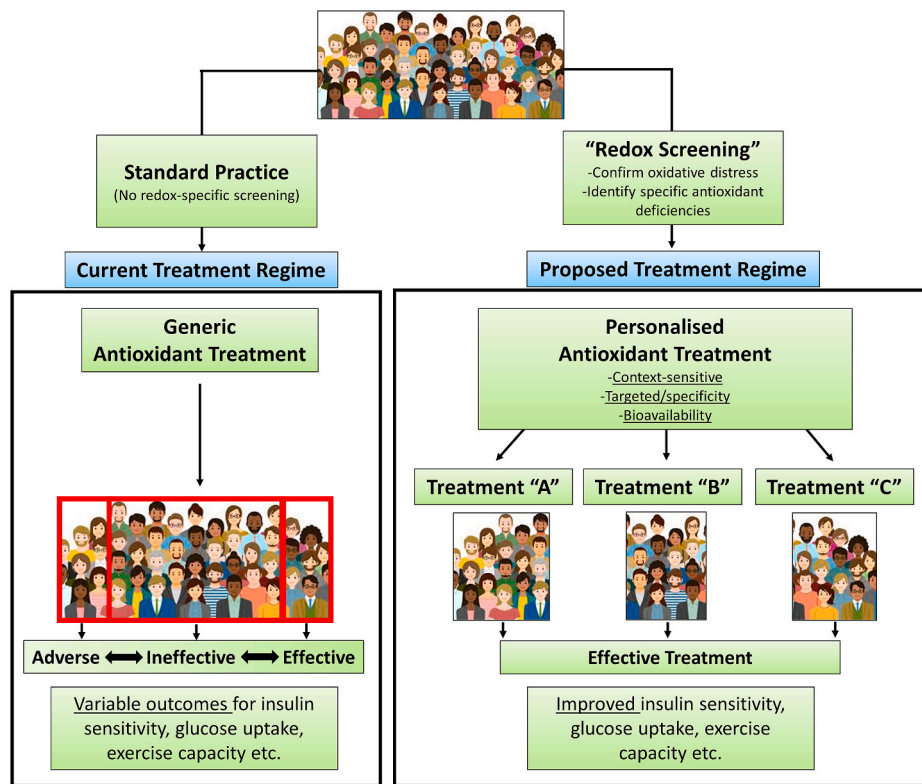 Standard Practice
(No redox-specific screening)
“Redox Screening”
-Confirm oxidative distress
-Identify specific antioxidant
deficiencies
Current Treatment Regime
Proposed Treatment Regime
Generic
Antioxidant Treatment
Adverse
Ineffective
Effective
Variable outcomes for insulin
sensitivity, glucose uptake,
exercise capacity etc.
Personalised
Antioxidant Treatment
-Context-sensitive
-Targeted/specificity
-Bioavailability
Treatment “A”
Treatment “B”
Treatment “C”
Effective Treatment
Improved insulin sensitivity,
glucose uptake, exercise
capacity etc.